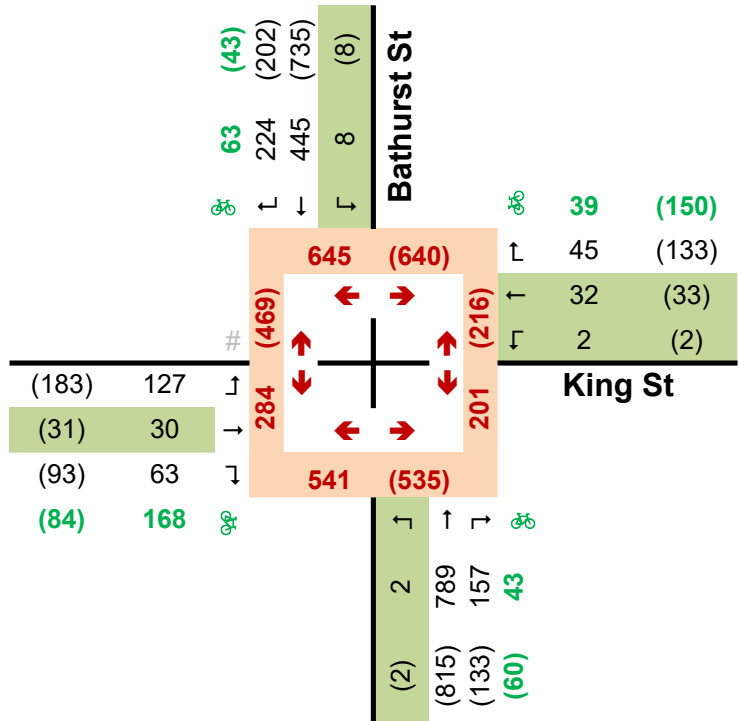 (43) (202) (735) (8)
63 224 445 8
Bathurst St
39 (150)
45 (133)
32 (33)
2 (2)
King St
645 (640)
(469)
284
(216)
201
541 (535)
#
(183) 127
(31) 30
(93) 63
(84) 168
2 789 157 43
(2) (815) (133) (60)